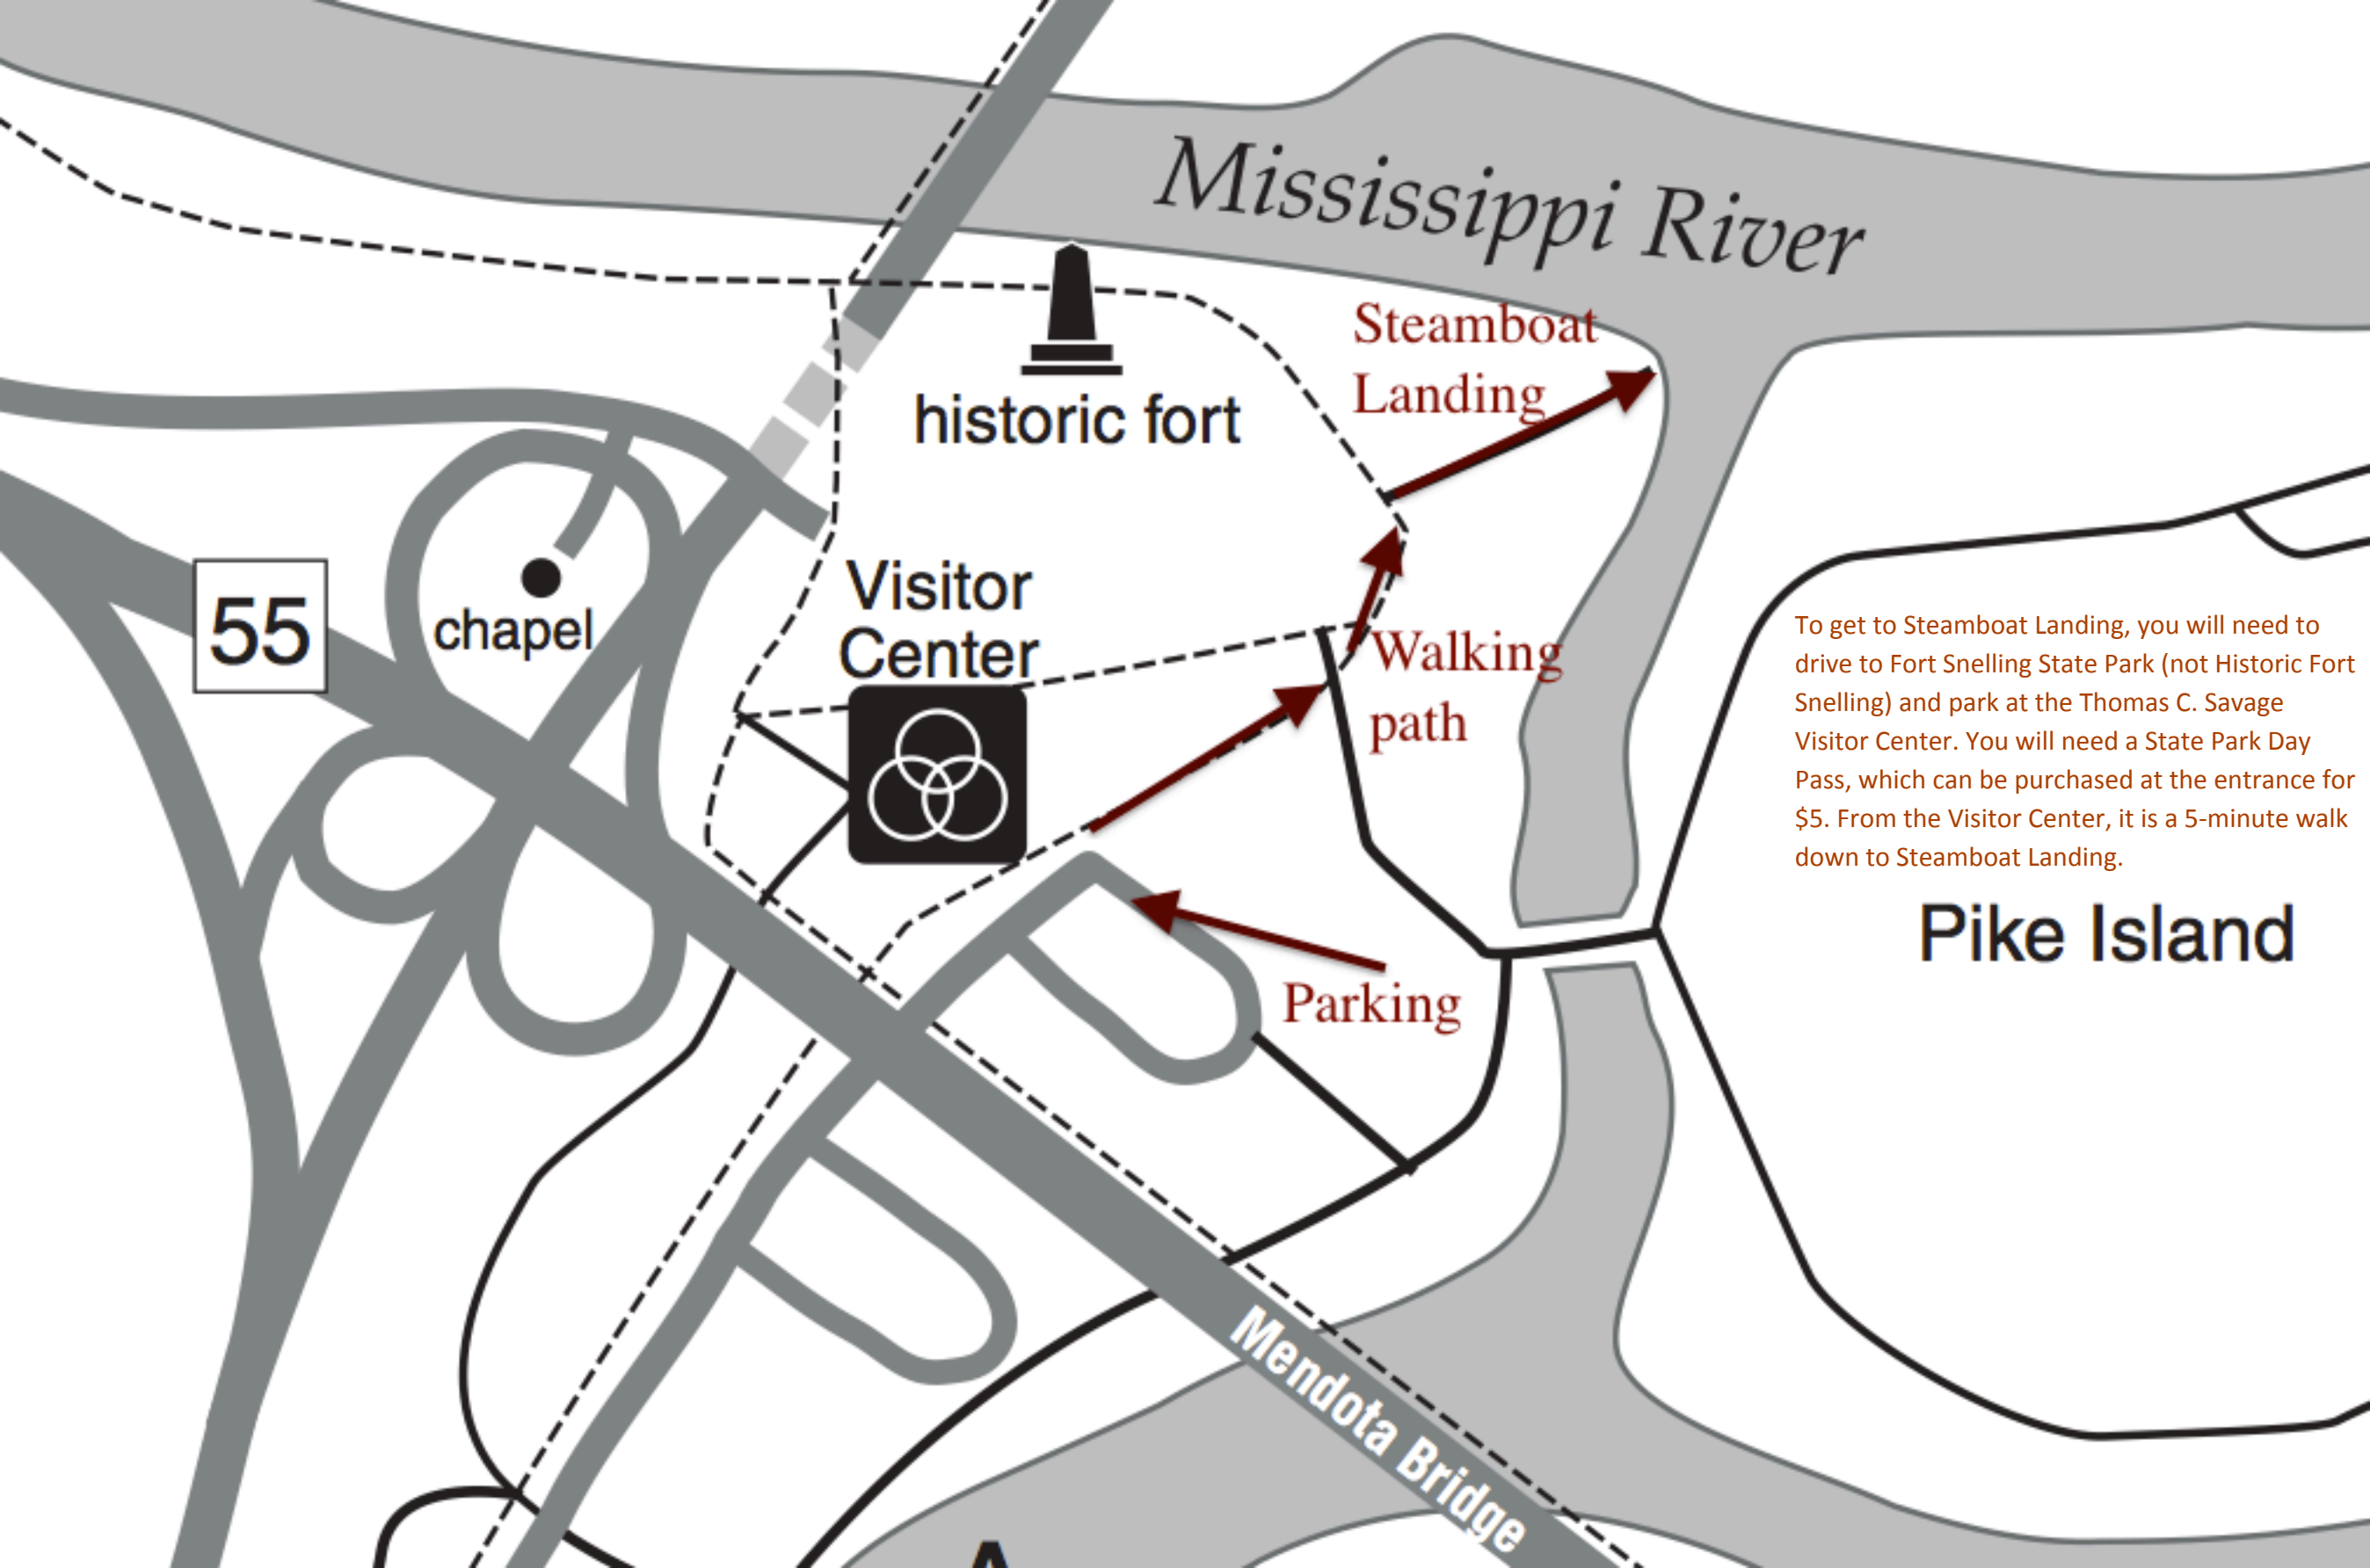 Mississippi River
Steamboat
Landing
historic fort
55
chapel
Visitor
Center
Walking
path
To get to Steamboat Landing, you will need to
drive to Fort Snelling State Park (not Historic Fort
Snelling) and park at the Thomas C. Savage
Visitor Center. You will need a State Park Day
Pass, which can be purchased at the entrance for
$5. From the Visitor Center, it is a 5-minute walk
down to Steamboat Landing.
Pike Island
Parking
Mendota Bridge